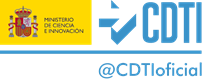 MINISTERIO
DE CIENCIA
E INNOVACIÓN
CDTI
@CDTIoficial